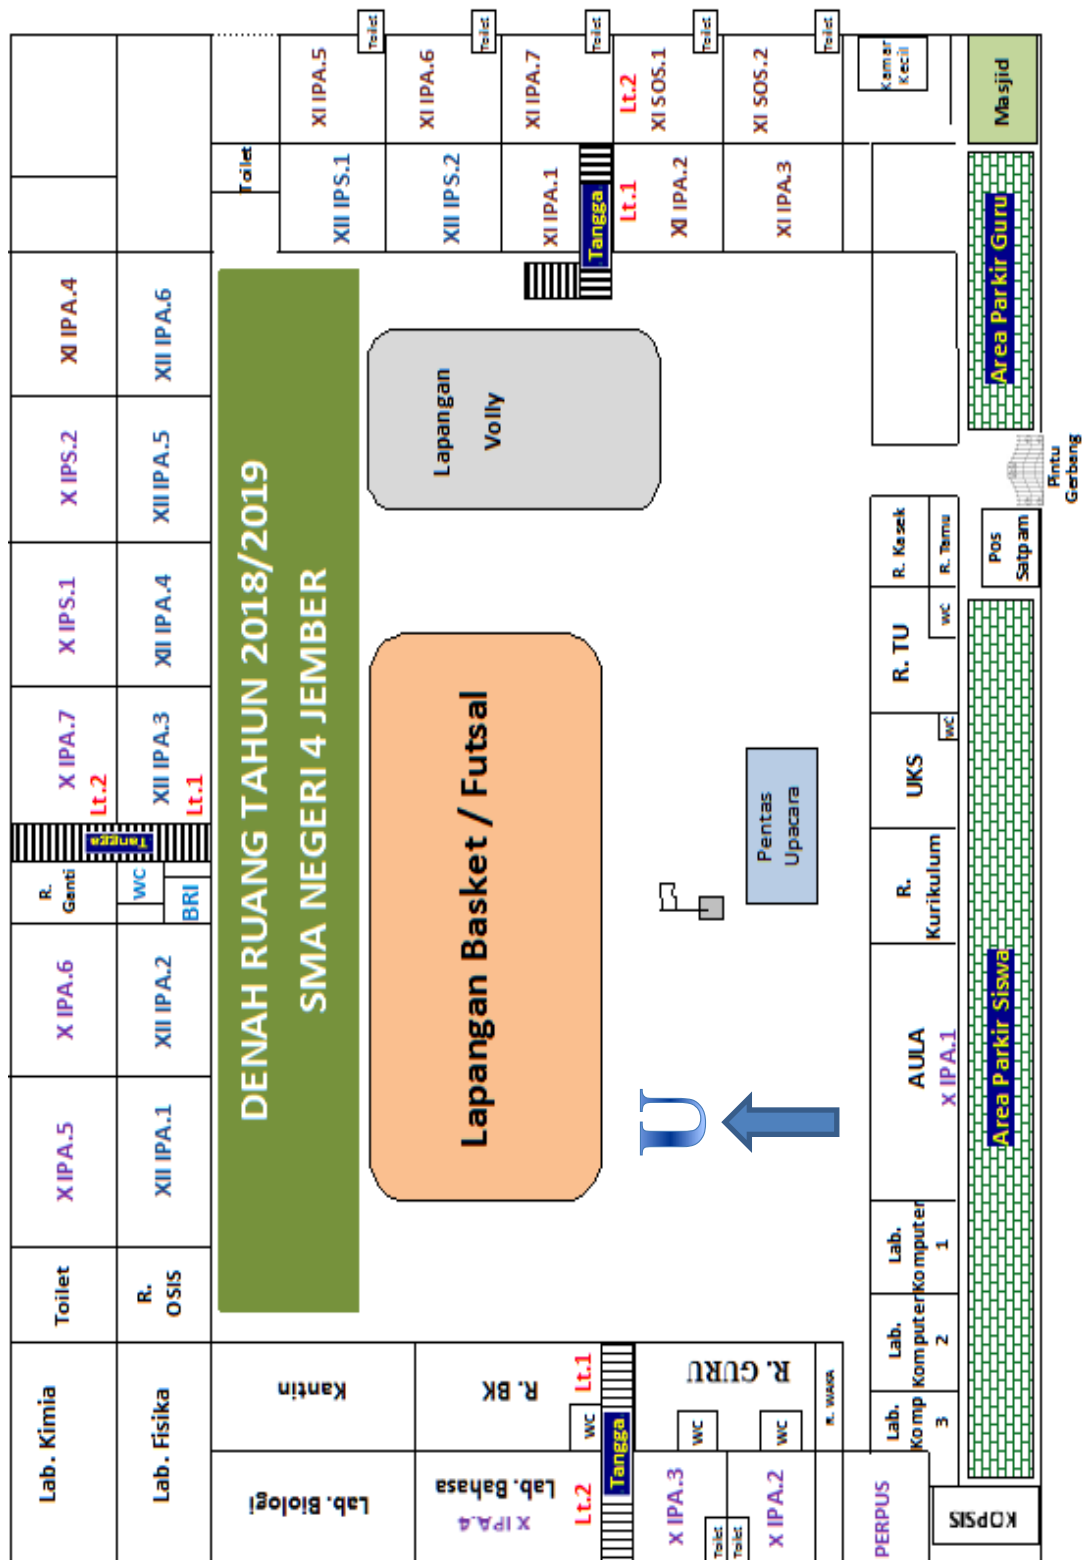 DENAH RUANG TAHUN 2018/2019
SMA NEGERI 4 JEMBER
Lab. Kimia
Toilet
X IPA.5
X IPA.6
R.
Ganti
Tangga
X IPA.7
Lt.2
X IPS.1
X IPS.2
XI IPA.4
Lab. Fisika
R.
OSIS
XII IPA.1
XII IPA.2
WC
BRI
XII IPA.3
Lt.1
XII IPA.4
XII IPA.5
XII IPA.6
Toilet
XI IPA.5
Toilet
XI IPA.6
Toilet
XI IPA.7
Toilet
Lt.2
XI SOS.1
Toilet
XI SOS.2
Toilet
XII IPS.1
XII IPS.2
XI IPA.1
Tangga
Lt.1
XI IPA.2
XI IPA.3
Kamar
Kecil
Masjid
Area Parkir Guru
Lapangan
Volly
Lapangan Basket / Futsal
Pentas
Upacara
U
Kantin
R. BK
Lt.1
WC
Tangga
R. GURU
WC
WC
R. WAKA
Lab. Biologi
Lab. Bahasa
X IPA.4
Lt.2
X IPA.3
Toilet
Toilet
X IPA.2
PERPUS
KOPSIS
Lab.
Komp
3
Lab.
Komputer
2
Lab.
Komputer
1
AULA
X IPA.1
R.
Kurikulum
UKS
WC
R. TU
WC
R. Kasek
R. Tamu
Pos
Satpam
Pintu
Gerbang
Area Parkir Siswa